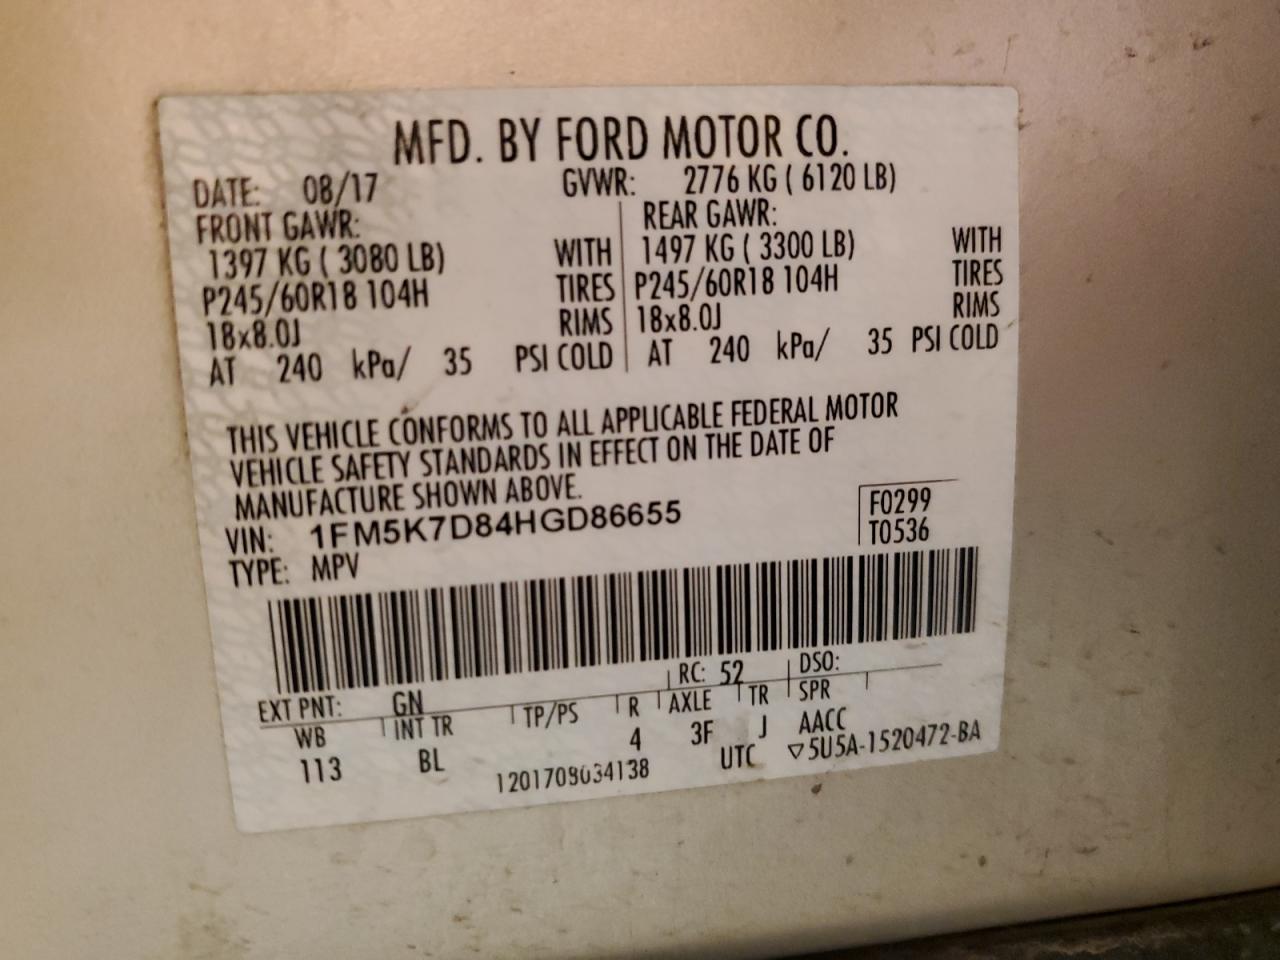 MFD. BY FORD MOTOR CO.
DATE: 08/17 GVWR: 2776 KG ( 6120 LB)
FRONT GAWR: REAR GAWR:
1397 KG ( 3080 LB) WITH 1497 KG ( 3300 LB) WITH
P245/60R18 104H TIRES P245/60R18 104H TIRES
18x8.0J RIMS 18x8.0J RIMS
AT 240 kPa/ 35 PSI COLD AT 240 kPa/ 35 PSI COLD
THIS VEHICLE CONFORMS TO ALL APPLICABLE FEDERAL MOTOR
VEHICLE SAFETY STANDARDS IN EFFECT ON THE DATE OF
MANUFACTURE SHOWN ABOVE.
VIN: 1FM5K7D84HGD86655 F0299
TYPE: MPV T0536
EXT PNT: GN RC: 52 DSO:
WB INT TR TP/PS R AXLE TR SPR
113 BL 4 3F J AACC
UTC ▽5U5A-1520472-BA